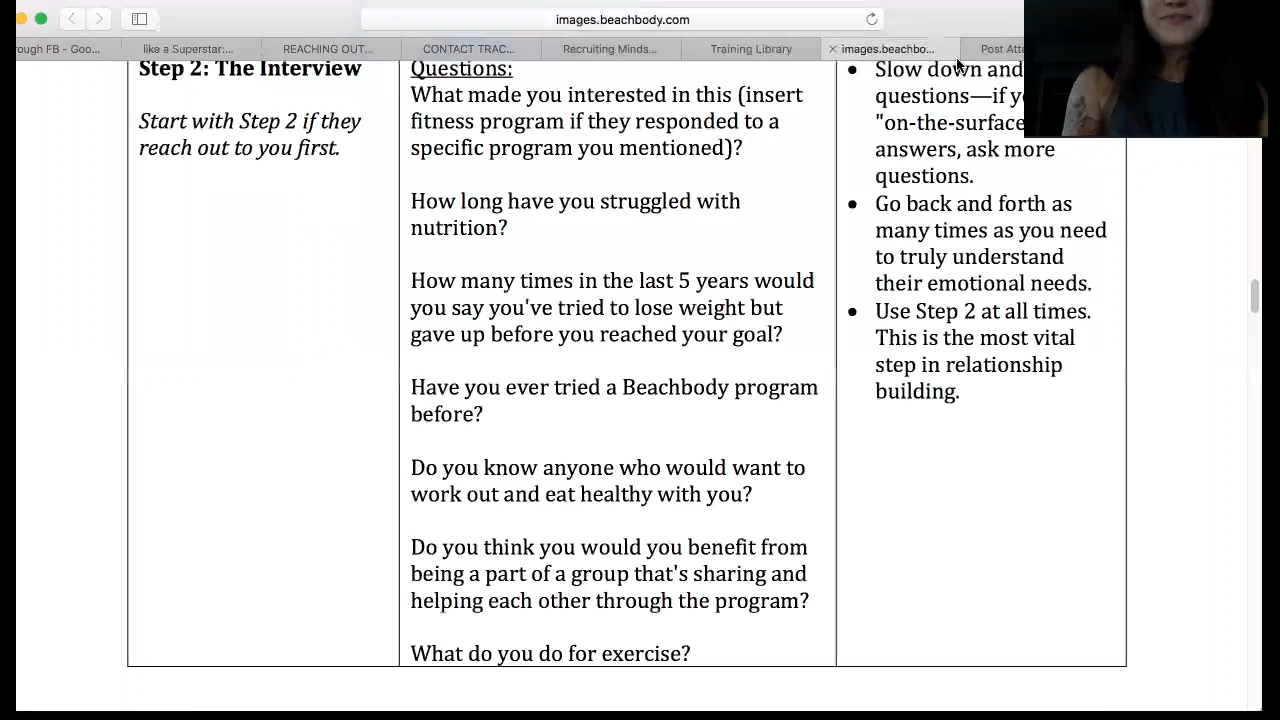 images.beachbody.com
rough FB - Goo...
like a Superstar:...
REACHING OUT...
CONTACT TRAC...
Recruiting Minds...
Training Library
images.beachbo...
Post Atte
Step 2: The Interview
Start with Step 2 if they
reach out to you first.
Questions:
What made you interested in this (insert
fitness program if they responded to a
specific program you mentioned)?
How long have you struggled with
nutrition?
How many times in the last 5 years would
you say you've tried to lose weight but
gave up before you reached your goal?
Have you ever tried a Beachbody program
before?
Do you know anyone who would want to
work out and eat healthy with you?
Do you think you would you benefit from
being a part of a group that's sharing and
helping each other through the program?
What do you do for exercise?
• Slow down and
questions—if y
"on-the-surface
answers, ask more
questions.
• Go back and forth as
many times as you need
to truly understand
their emotional needs.
• Use Step 2 at all times.
This is the most vital
step in relationship
building.